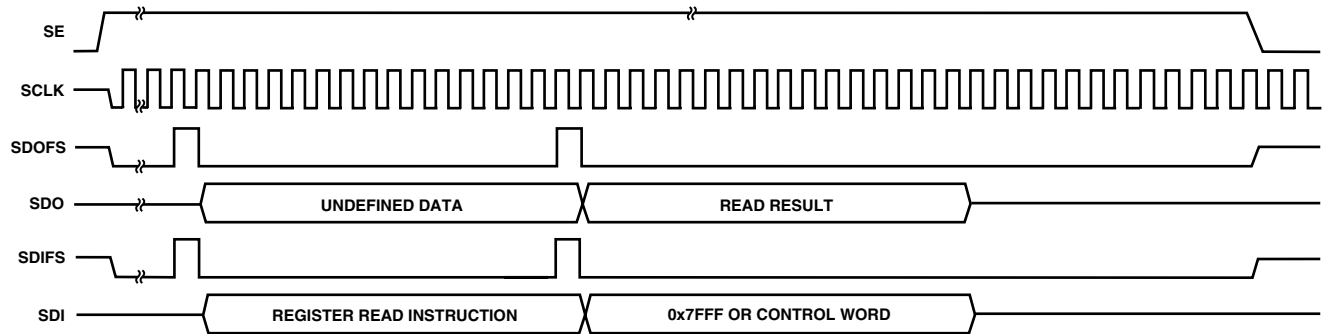 SE
SCLK
SDOFS
SDO
UNDEFINED DATA
READ RESULT
SDIFS
SDI
REGISTER READ INSTRUCTION
0x7FFF OR CONTROL WORD